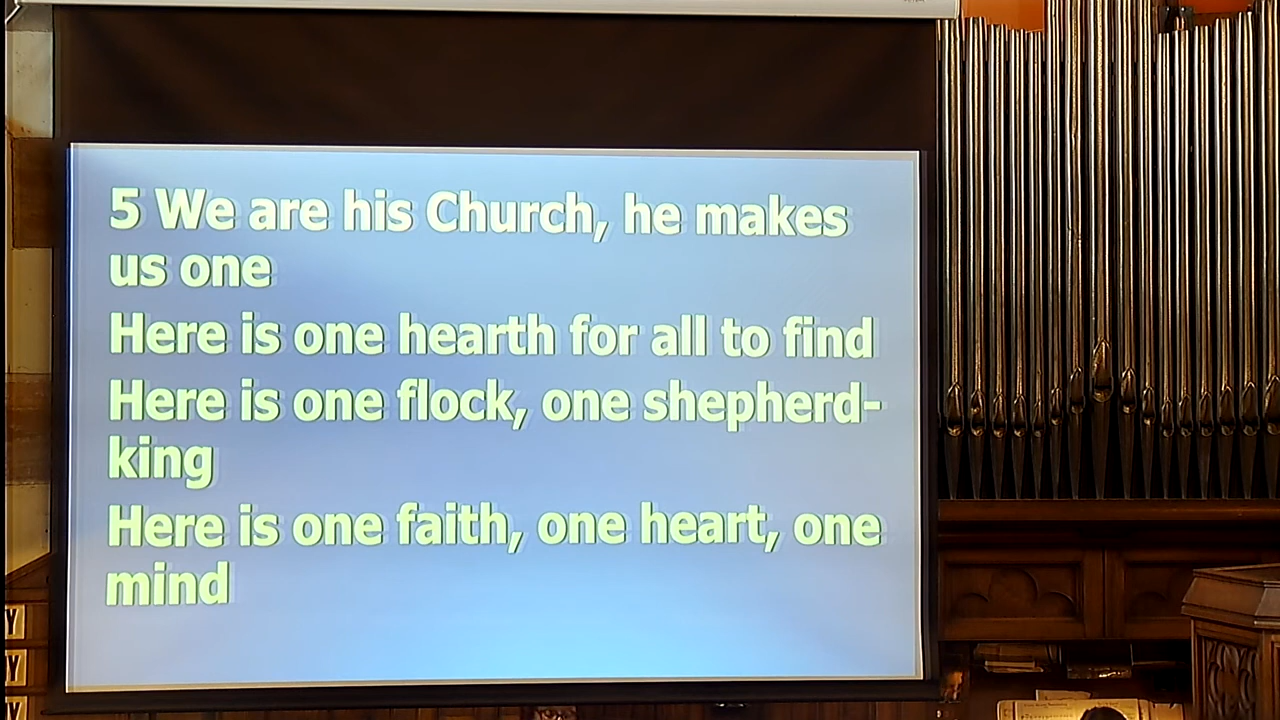 5 We are his Church, he makes
us one
Here is one hearth for all to find
Here is one flock, one shepherd-
king
Here is one faith, one heart, one
mind
Y
Y
Y